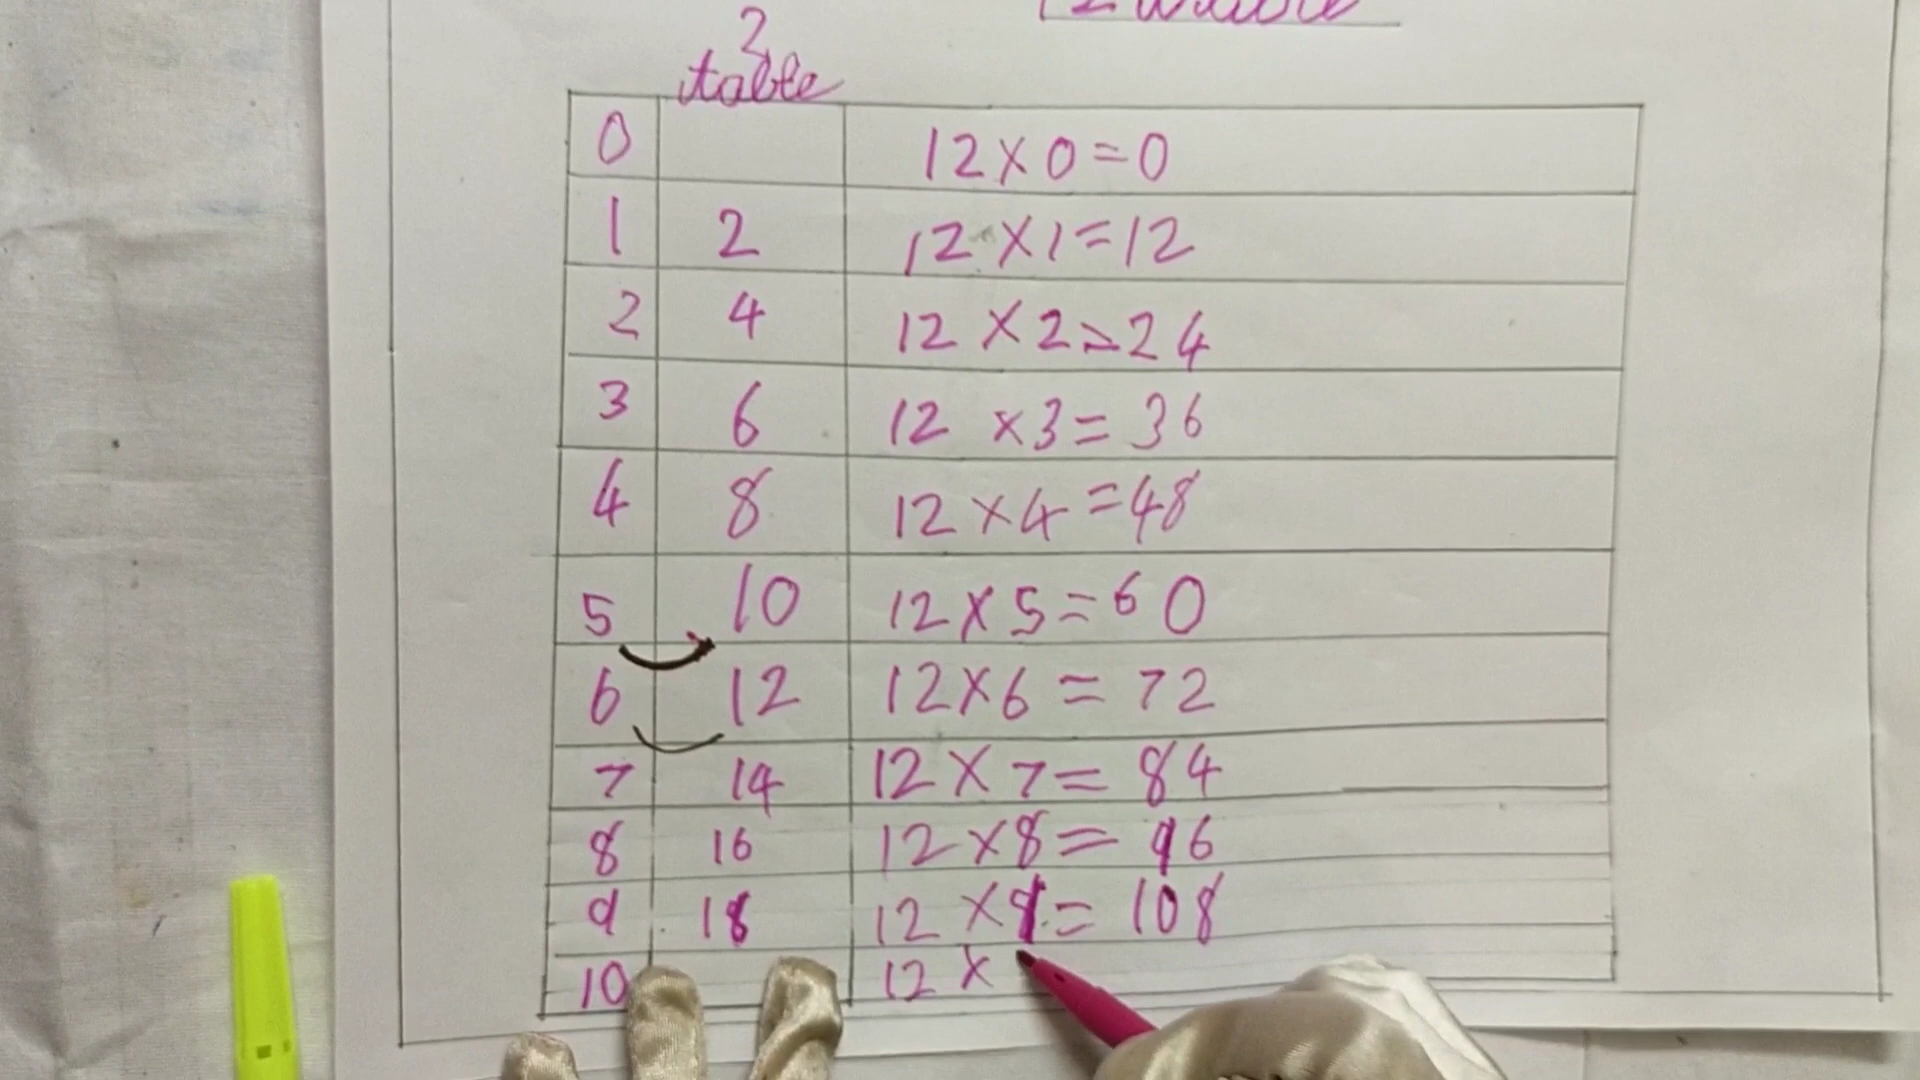 2
table
0 12×0=0
1 2 12×1=12
2 4 12×2=24
3 6 12×3=36
4 8 12×4=48
5 10 12×5=60
6 12 12×6=72
7 14 12×7=84
8 16 12×8=96
9 18 12×9=108
10 12×